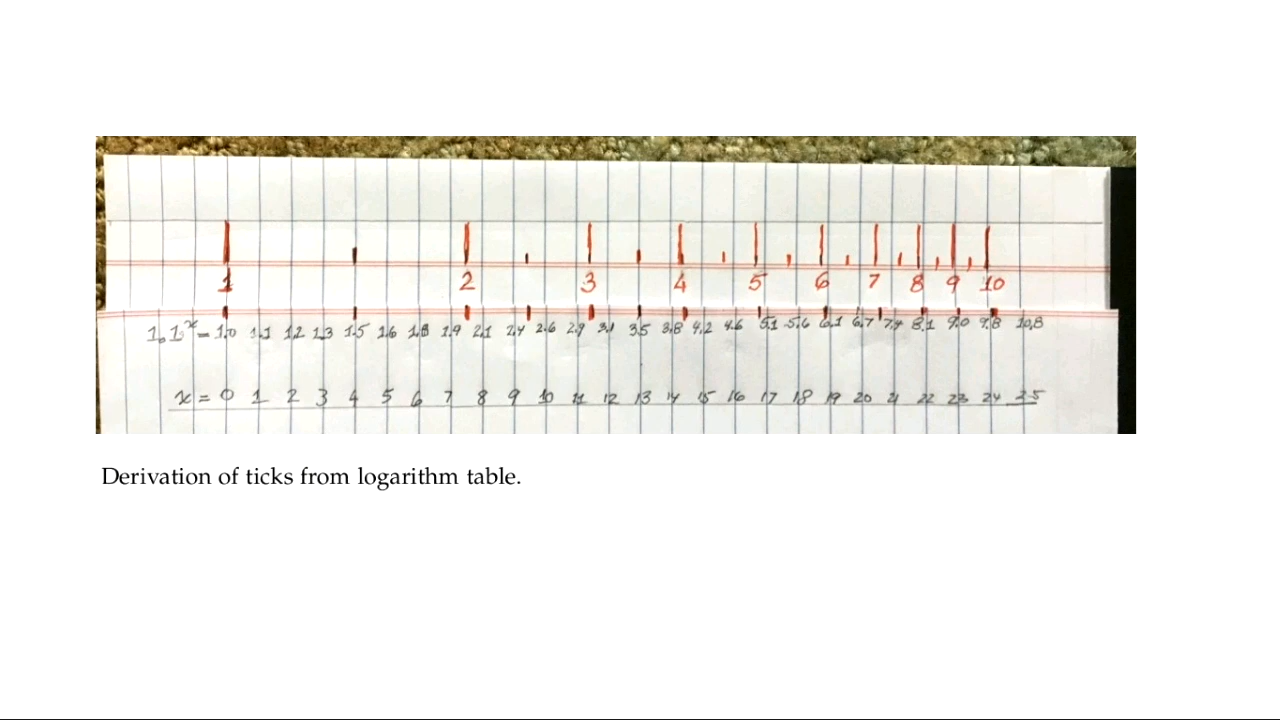 1 2 3 4 5 6 7 8 9 10
1.1^x = 1.0 1.1 1.2 1.3 1.5 1.6 1.8 1.9 2.1 2.4 2.6 2.9 3.1 3.5 3.8 4.2 4.6 5.1 5.6 6.1 6.7 7.4 8.1 9.0 9.8 10.8
x = 0 1 2 3 4 5 6 7 8 9 10 11 12 13 14 15 16 17 18 19 20 21 22 23 24 25
Derivation of ticks from logarithm table.